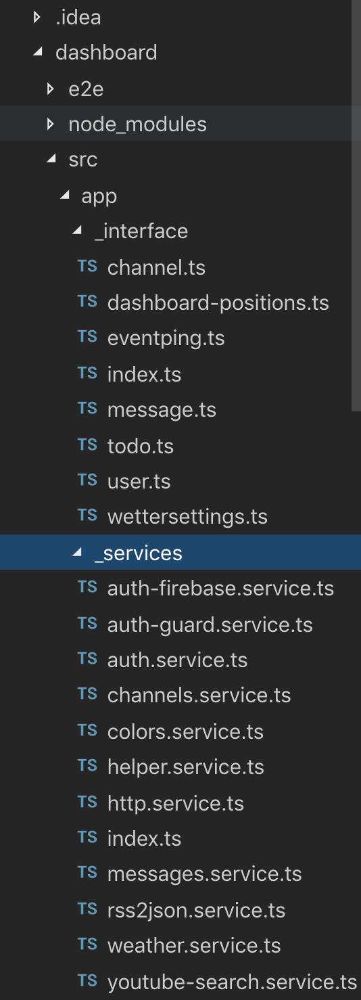 .idea
dashboard
e2e
node_modules
src
app
_interface
TS channel.ts
TS dashboard-positions.ts
TS eventping.ts
TS index.ts
TS message.ts
TS todo.ts
TS user.ts
TS wettersettings.ts
_services
TS auth-firebase.service.ts
TS auth-guard.service.ts
TS auth.service.ts
TS channels.service.ts
TS colors.service.ts
TS helper.service.ts
TS http.service.ts
TS index.ts
TS messages.service.ts
TS rss2json.service.ts
TS weather.service.ts
TS youtube-search.service.ts